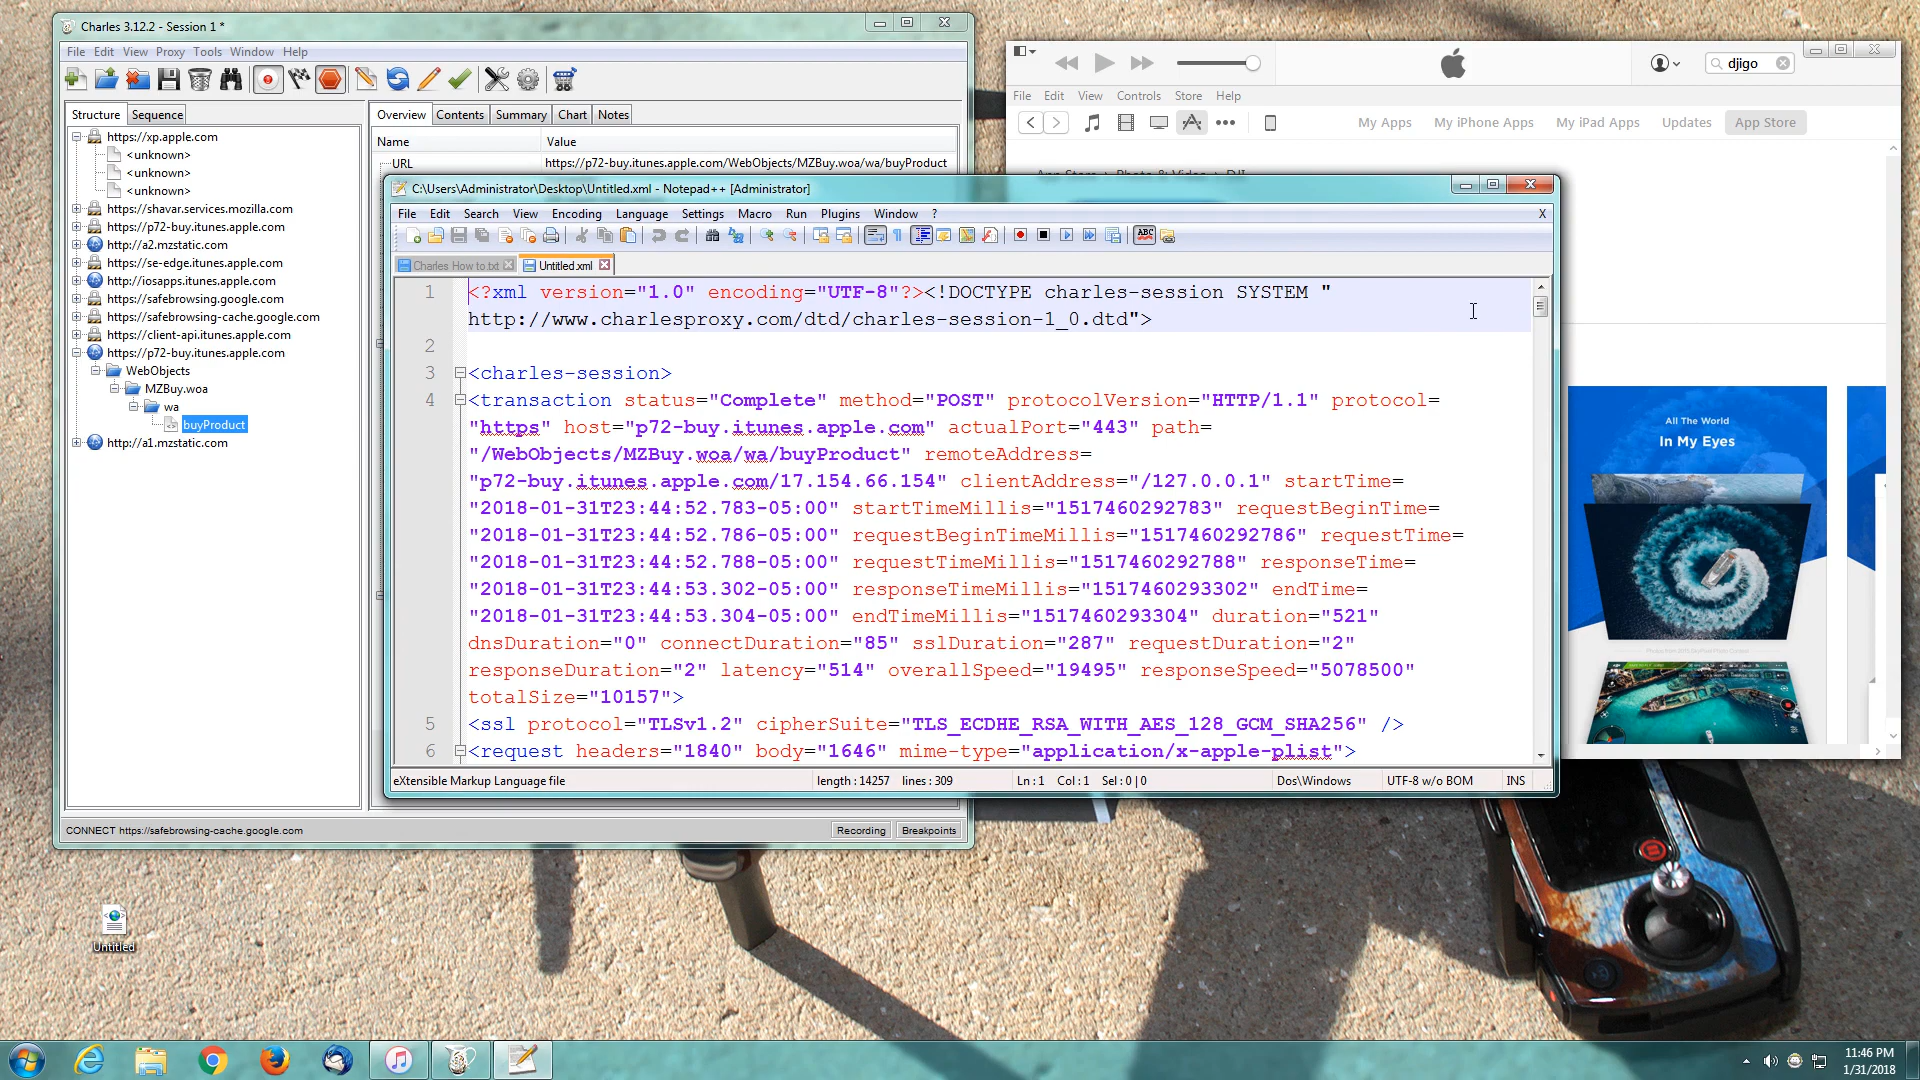 Charles 3.12.2 - Session 1 *
File Edit View Proxy Tools Window Help
Structure Sequence
https://xp.apple.com
<unknown>
<unknown>
<unknown>
https://shavar.services.mozilla.com
https://p72-buy.itunes.apple.com
http://a2.mzstatic.com
https://se-edge.itunes.apple.com
https://iosapps.itunes.apple.com
https://safebrowsing.google.com
https://safebrowsing-cache.google.com
https://client-api.itunes.apple.com
https://p72-buy.itunes.apple.com
WebObjects
MZBuy.woa
wa
buyProduct
http://a1.mzstatic.com
Overview Contents Summary Chart Notes
Name Value
URL https://p72-buy.itunes.apple.com/WebObjects/MZBuy.woa/wa/buyProduct
CONNECT https://safebrowsing-cache.google.com
Recording Breakpoints
C:\Users\Administrator\Desktop\Untitled.xml - Notepad++ [Administrator]
File Edit Search View Encoding Language Settings Macro Run Plugins Window ? X
ABC
Charles How to.txt Untitled.xml
1 <?xml version="1.0" encoding="UTF-8"?><!DOCTYPE charles-session SYSTEM "
http://www.charlesproxy.com/dtd/charles-session-1_0.dtd">
2
3 <charles-session>
4 <transaction status="Complete" method="POST" protocolVersion="HTTP/1.1" protocol=
"https" host="p72-buy.itunes.apple.com" actualPort="443" path=
"/WebObjects/MZBuy.woa/wa/buyProduct" remoteAddress=
"p72-buy.itunes.apple.com/17.154.66.154" clientAddress="/127.0.0.1" startTime=
"2018-01-31T23:44:52.783-05:00" startTimeMillis="1517460292783" requestBeginTime=
"2018-01-31T23:44:52.786-05:00" requestBeginTimeMillis="1517460292786" requestTime=
"2018-01-31T23:44:52.788-05:00" requestTimeMillis="1517460292788" responseTime=
"2018-01-31T23:44:53.302-05:00" responseTimeMillis="1517460293302" endTime=
"2018-01-31T23:44:53.304-05:00" endTimeMillis="1517460293304" duration="521"
dnsDuration="0" connectDuration="85" sslDuration="287" requestDuration="2"
responseDuration="2" latency="514" overallSpeed="19495" responseSpeed="5078500"
totalSize="10157">
5 <ssl protocol="TLSv1.2" cipherSuite="TLS_ECDHE_RSA_WITH_AES_128_GCM_SHA256" />
6 <request headers="1840" body="1646" mime-type="application/x-apple-plist">
eXtensible Markup Language file length : 14257 lines : 309 Ln : 1 Col : 1 Sel : 0 | 0 Dos\Windows UTF-8 w/o BOM INS
djigo
File Edit View Controls Store Help
My Apps My iPhone Apps My iPad Apps Updates App Store
All The World
In My Eyes
Untitled
11:46 PM
1/31/2018